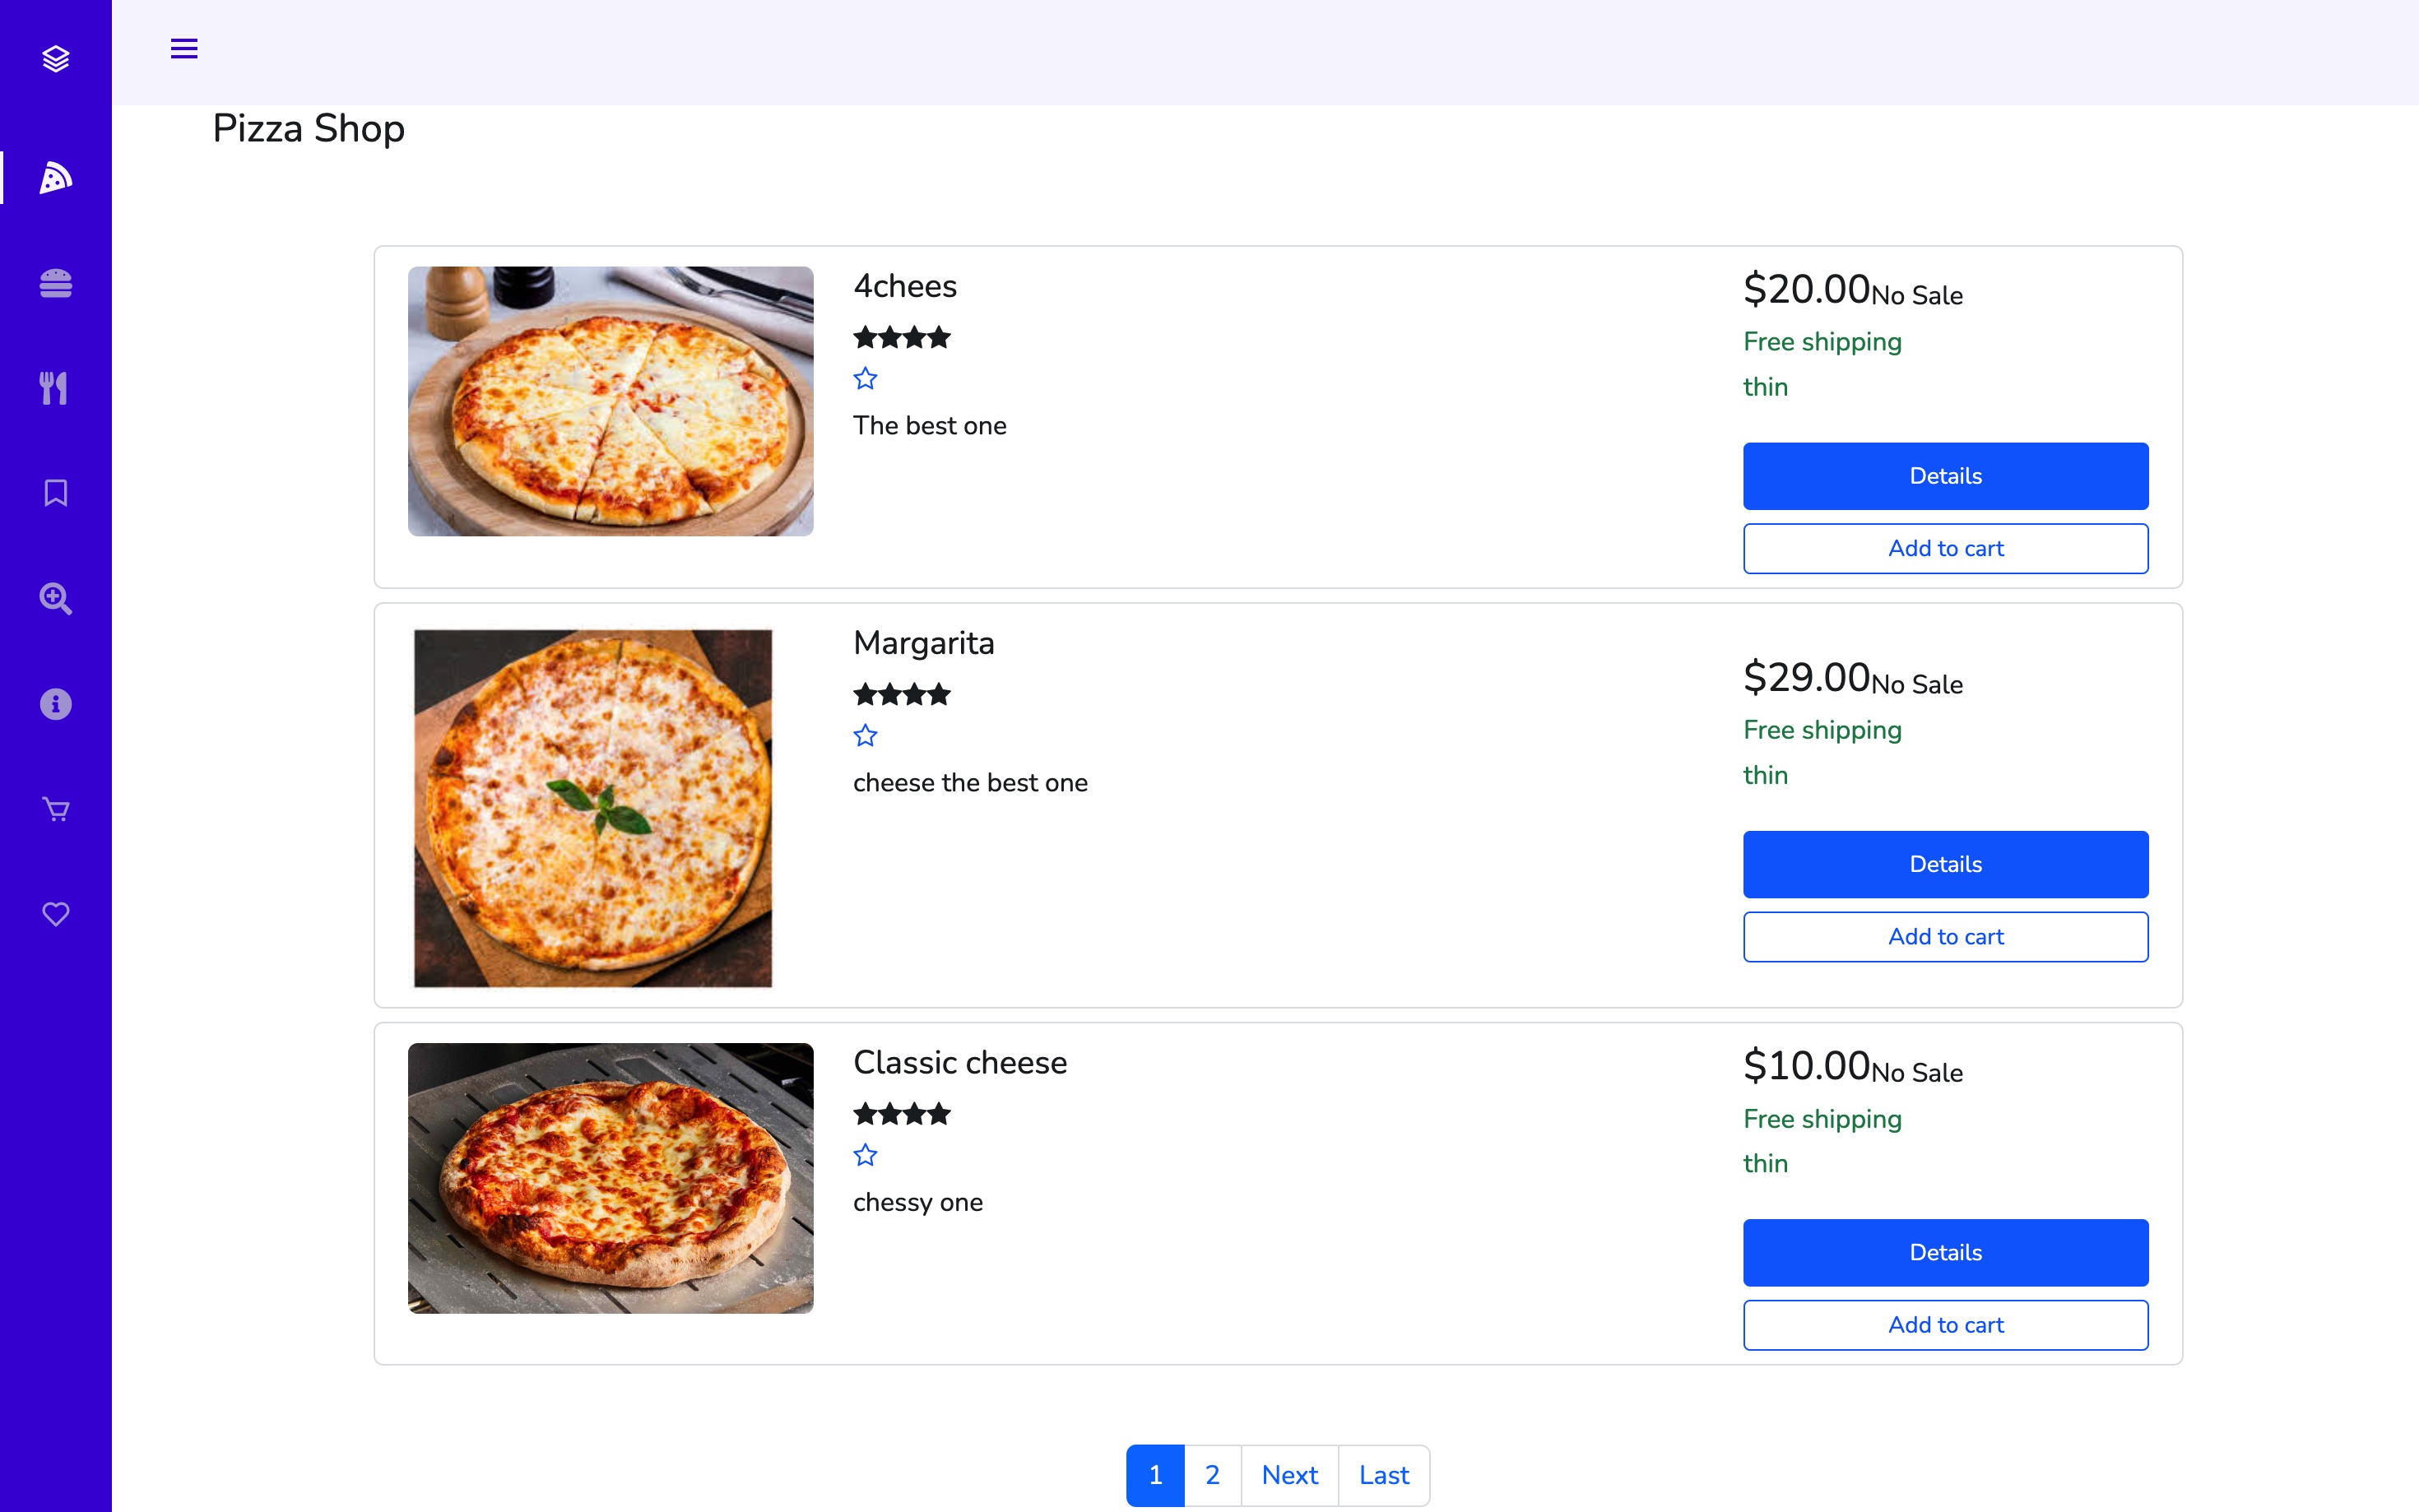 Pizza Shop
4chees
The best one
$20.00No Sale
Free shipping
thin
Details
Add to cart
Margarita
cheese the best one
$29.00No Sale
Free shipping
thin
Details
Add to cart
Classic cheese
chessy one
$10.00No Sale
Free shipping
thin
Details
Add to cart
1 2 Next Last